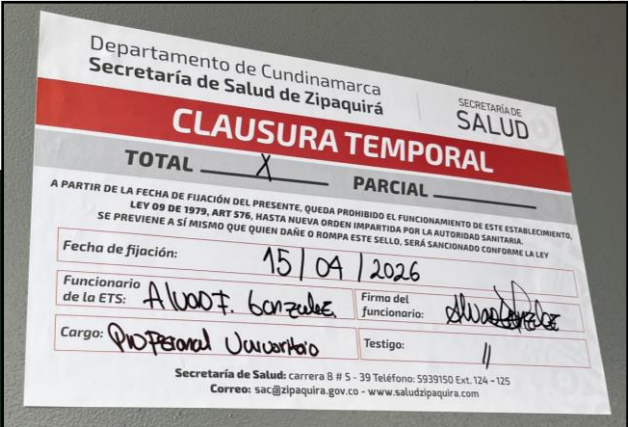 Departamento de Cundinamarca
Secretaría de Salud de Zipaquirá
SECRETARÍA DE
SALUD
CLAUSURA TEMPORAL
TOTAL X PARCIAL
A PARTIR DE LA FECHA DE FIJACIÓN DEL PRESENTE, QUEDA PROHIBIDO EL FUNCIONAMIENTO DE ESTE ESTABLECIMIENTO,
LEY 09 DE 1979, ART 576, HASTA NUEVA ORDEN IMPARTIDA POR LA AUTORIDAD SANITARIA.
SE PREVIENE A SÍ MISMO QUE QUIEN DAÑE O ROMPA ESTE SELLO, SERÁ SANCIONADO CONFORME LA LEY
Fecha de fijación: 15/04/2026
Funcionario
de la ETS: Alvaro F. González.
Firma del
funcionario:
Cargo: Profesional Universitario
Testigo: 11
Secretaría de Salud: carrera 8 # 5 - 39 Teléfono: 5939150 Ext. 124 - 125
Correo: sac@zipaquira.gov.co - www.saludzipaquira.com